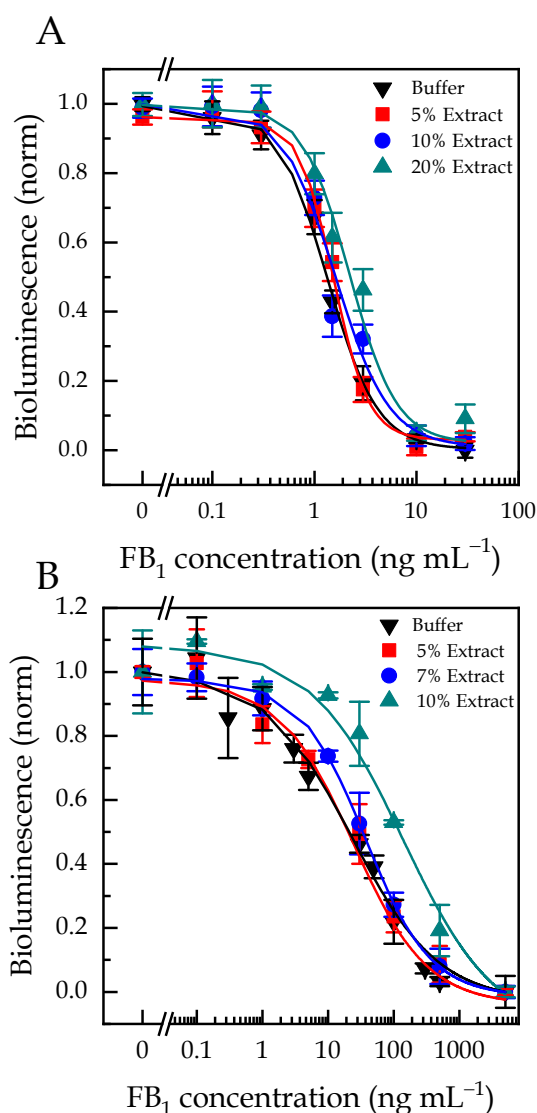 A
Bioluminescence (norm)
1.0
0.8
0.6
0.4
0.2
0.0
Buffer
5% Extract
10% Extract
20% Extract
0
0.1
1
10
100
FB₁ concentration (ng mL⁻¹)
B
Bioluminescence (norm)
1.2
1.0
0.8
0.6
0.4
0.2
0.0
Buffer
5% Extract
7% Extract
10% Extract
0
0.1
1
10
100
1000
FB₁ concentration (ng mL⁻¹)